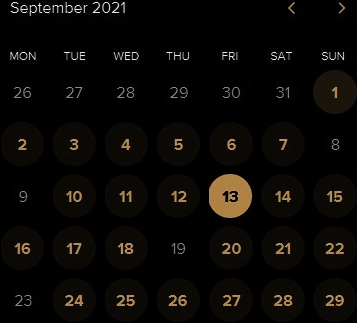 September 2021
MON TUE WED THU FRI SAT SUN
26 27 28 29 30 31 1
2 3 4 5 6 7 8
9 10 11 12 13 14 15
16 17 18 19 20 21 22
23 24 25 26 27 28 29